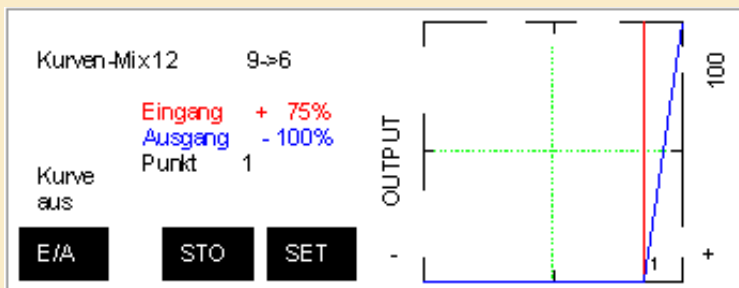 Kurven-Mix12 9->6
Eingang + 75%
Ausgang - 100%
Punkt 1
Kurve
aus
E/A STO SET
OUTPUT
100
1
- +